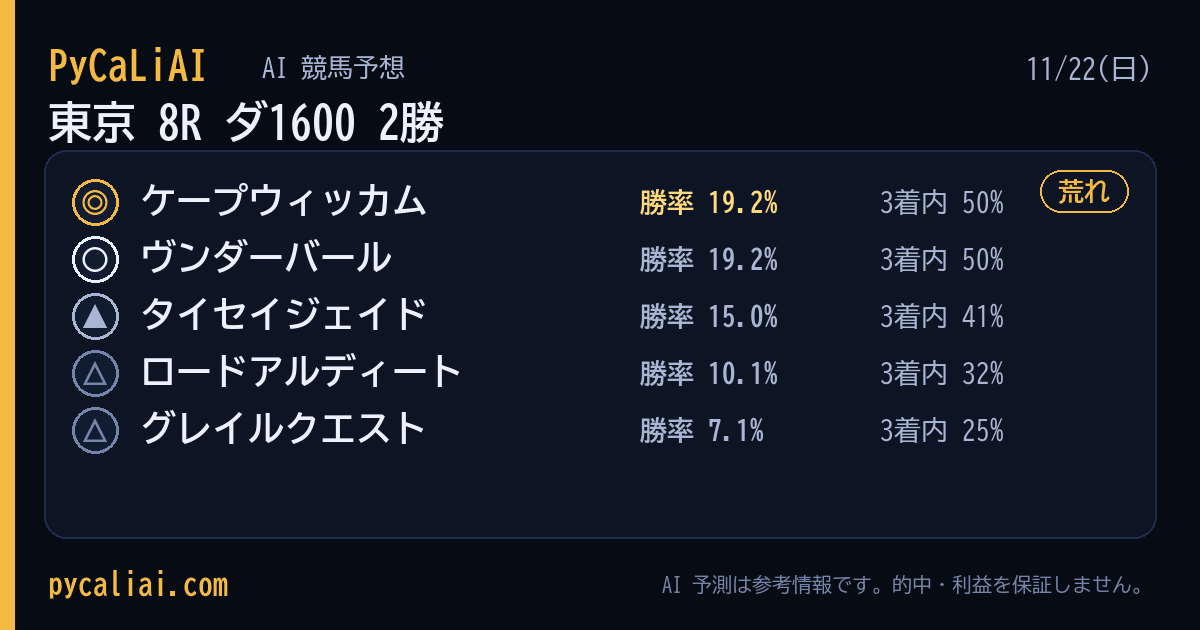 PyCaLiAI AI 競馬予想 11/22(日)
東京 8R ダ1600 2勝
◎ ケープウィッカム 勝率 19.2% 3着内 50% 荒れ
○ ヴンダーバール 勝率 19.2% 3着内 50%
▲ タイセイジェイド 勝率 15.0% 3着内 41%
△ ロードアルディート 勝率 10.1% 3着内 32%
△ グレイルクエスト 勝率 7.1% 3着内 25%
pycaliai.com AI 予測は参考情報です。的中・利益を保証しません。